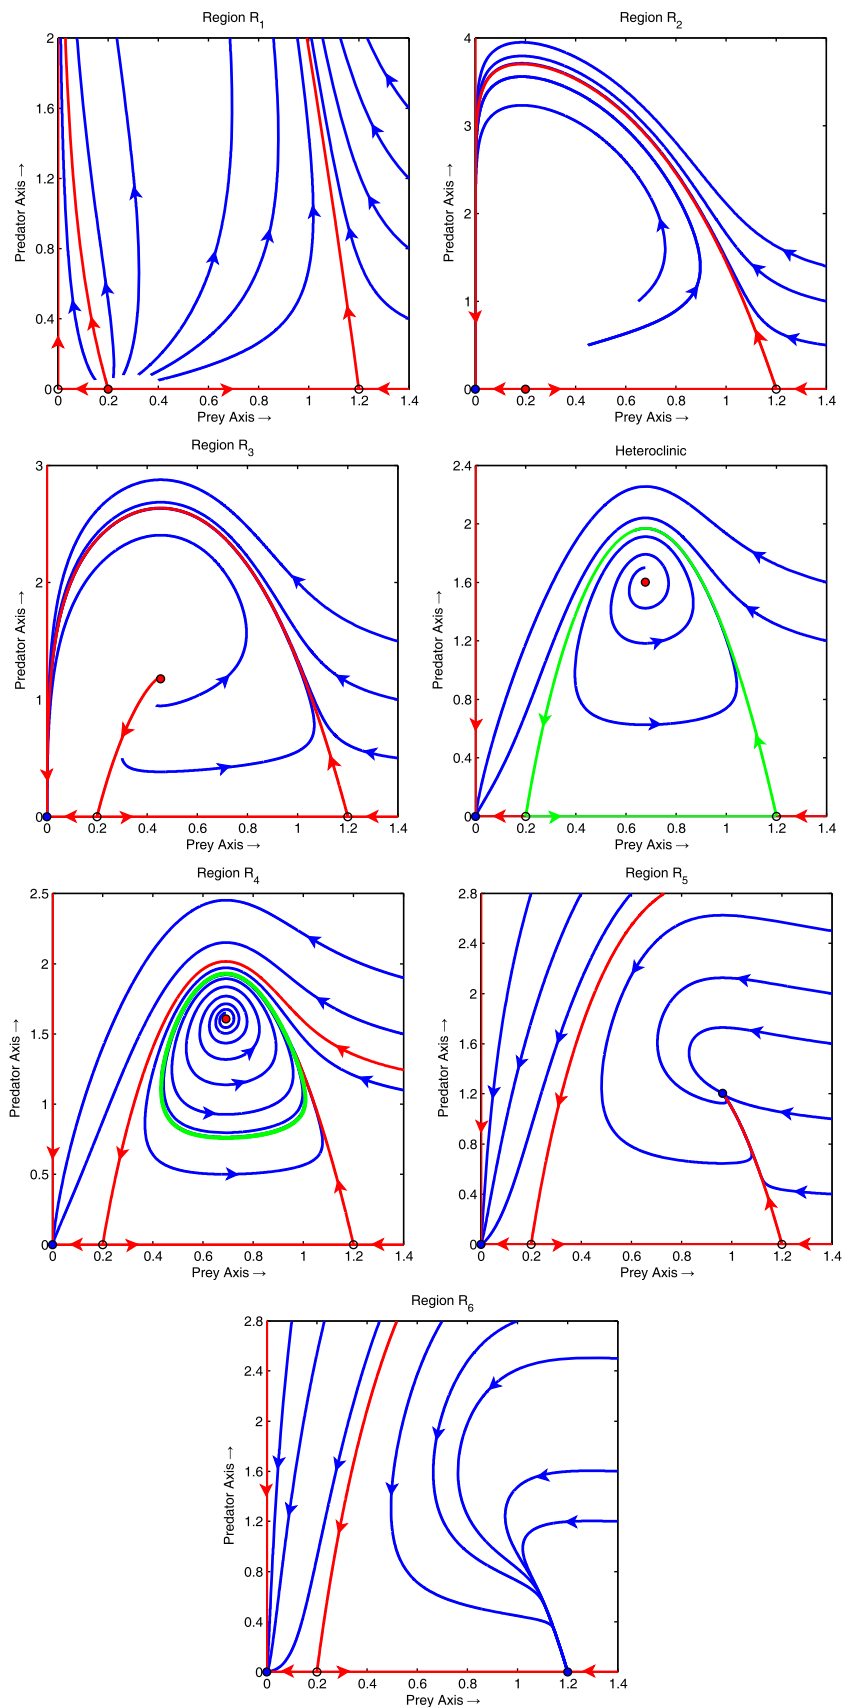 Region R1
2
1.6
1.2
0.8
0.4
0
Predator Axis →
0 0.2 0.4 0.6 0.8 1 1.2 1.4
Prey Axis →
Region R2
4
3
2
1
0
Predator Axis →
0 0.2 0.4 0.6 0.8 1 1.2 1.4
Prey Axis →
Region R3
3
2
1
0
Predator Axis →
0 0.2 0.4 0.6 0.8 1 1.2 1.4
Prey Axis →
Heteroclinic
2.4
2
1.6
1.2
0.8
0.4
0
Predator Axis →
0 0.2 0.4 0.6 0.8 1 1.2 1.4
Prey Axis →
Region R4
2.5
2
1.5
1
0.5
0
Predator Axis →
0 0.2 0.4 0.6 0.8 1 1.2 1.4
Prey Axis →
Region R5
2.8
2.4
2
1.6
1.2
0.8
0.4
0
Predator Axis →
0 0.2 0.4 0.6 0.8 1 1.2 1.4
Prey Axis →
Region R6
2.8
2.4
2
1.6
1.2
0.8
0.4
0
Predator Axis →
0 0.2 0.4 0.6 0.8 1 1.2 1.4
Prey Axis →